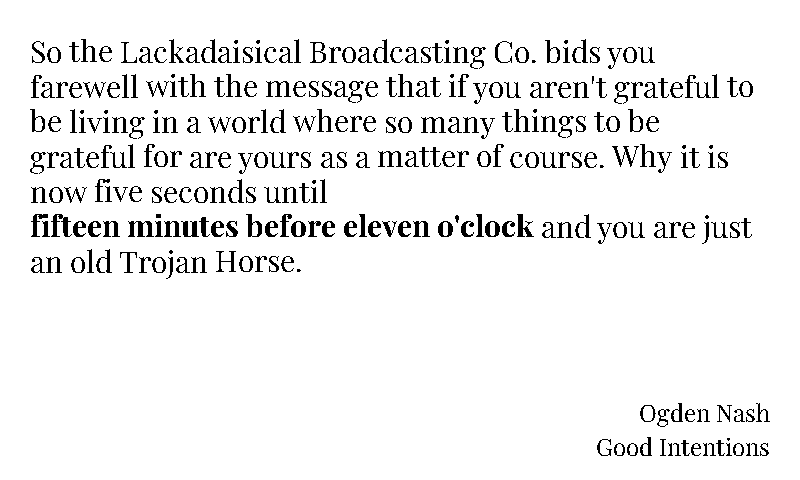 So the Lackadaisical Broadcasting Co. bids you
farewell with the message that if you aren't grateful to
be living in a world where so many things to be
grateful for are yours as a matter of course. Why it is
now five seconds until
fifteen minutes before eleven o'clock and you are just
an old Trojan Horse.
Ogden Nash
Good Intentions